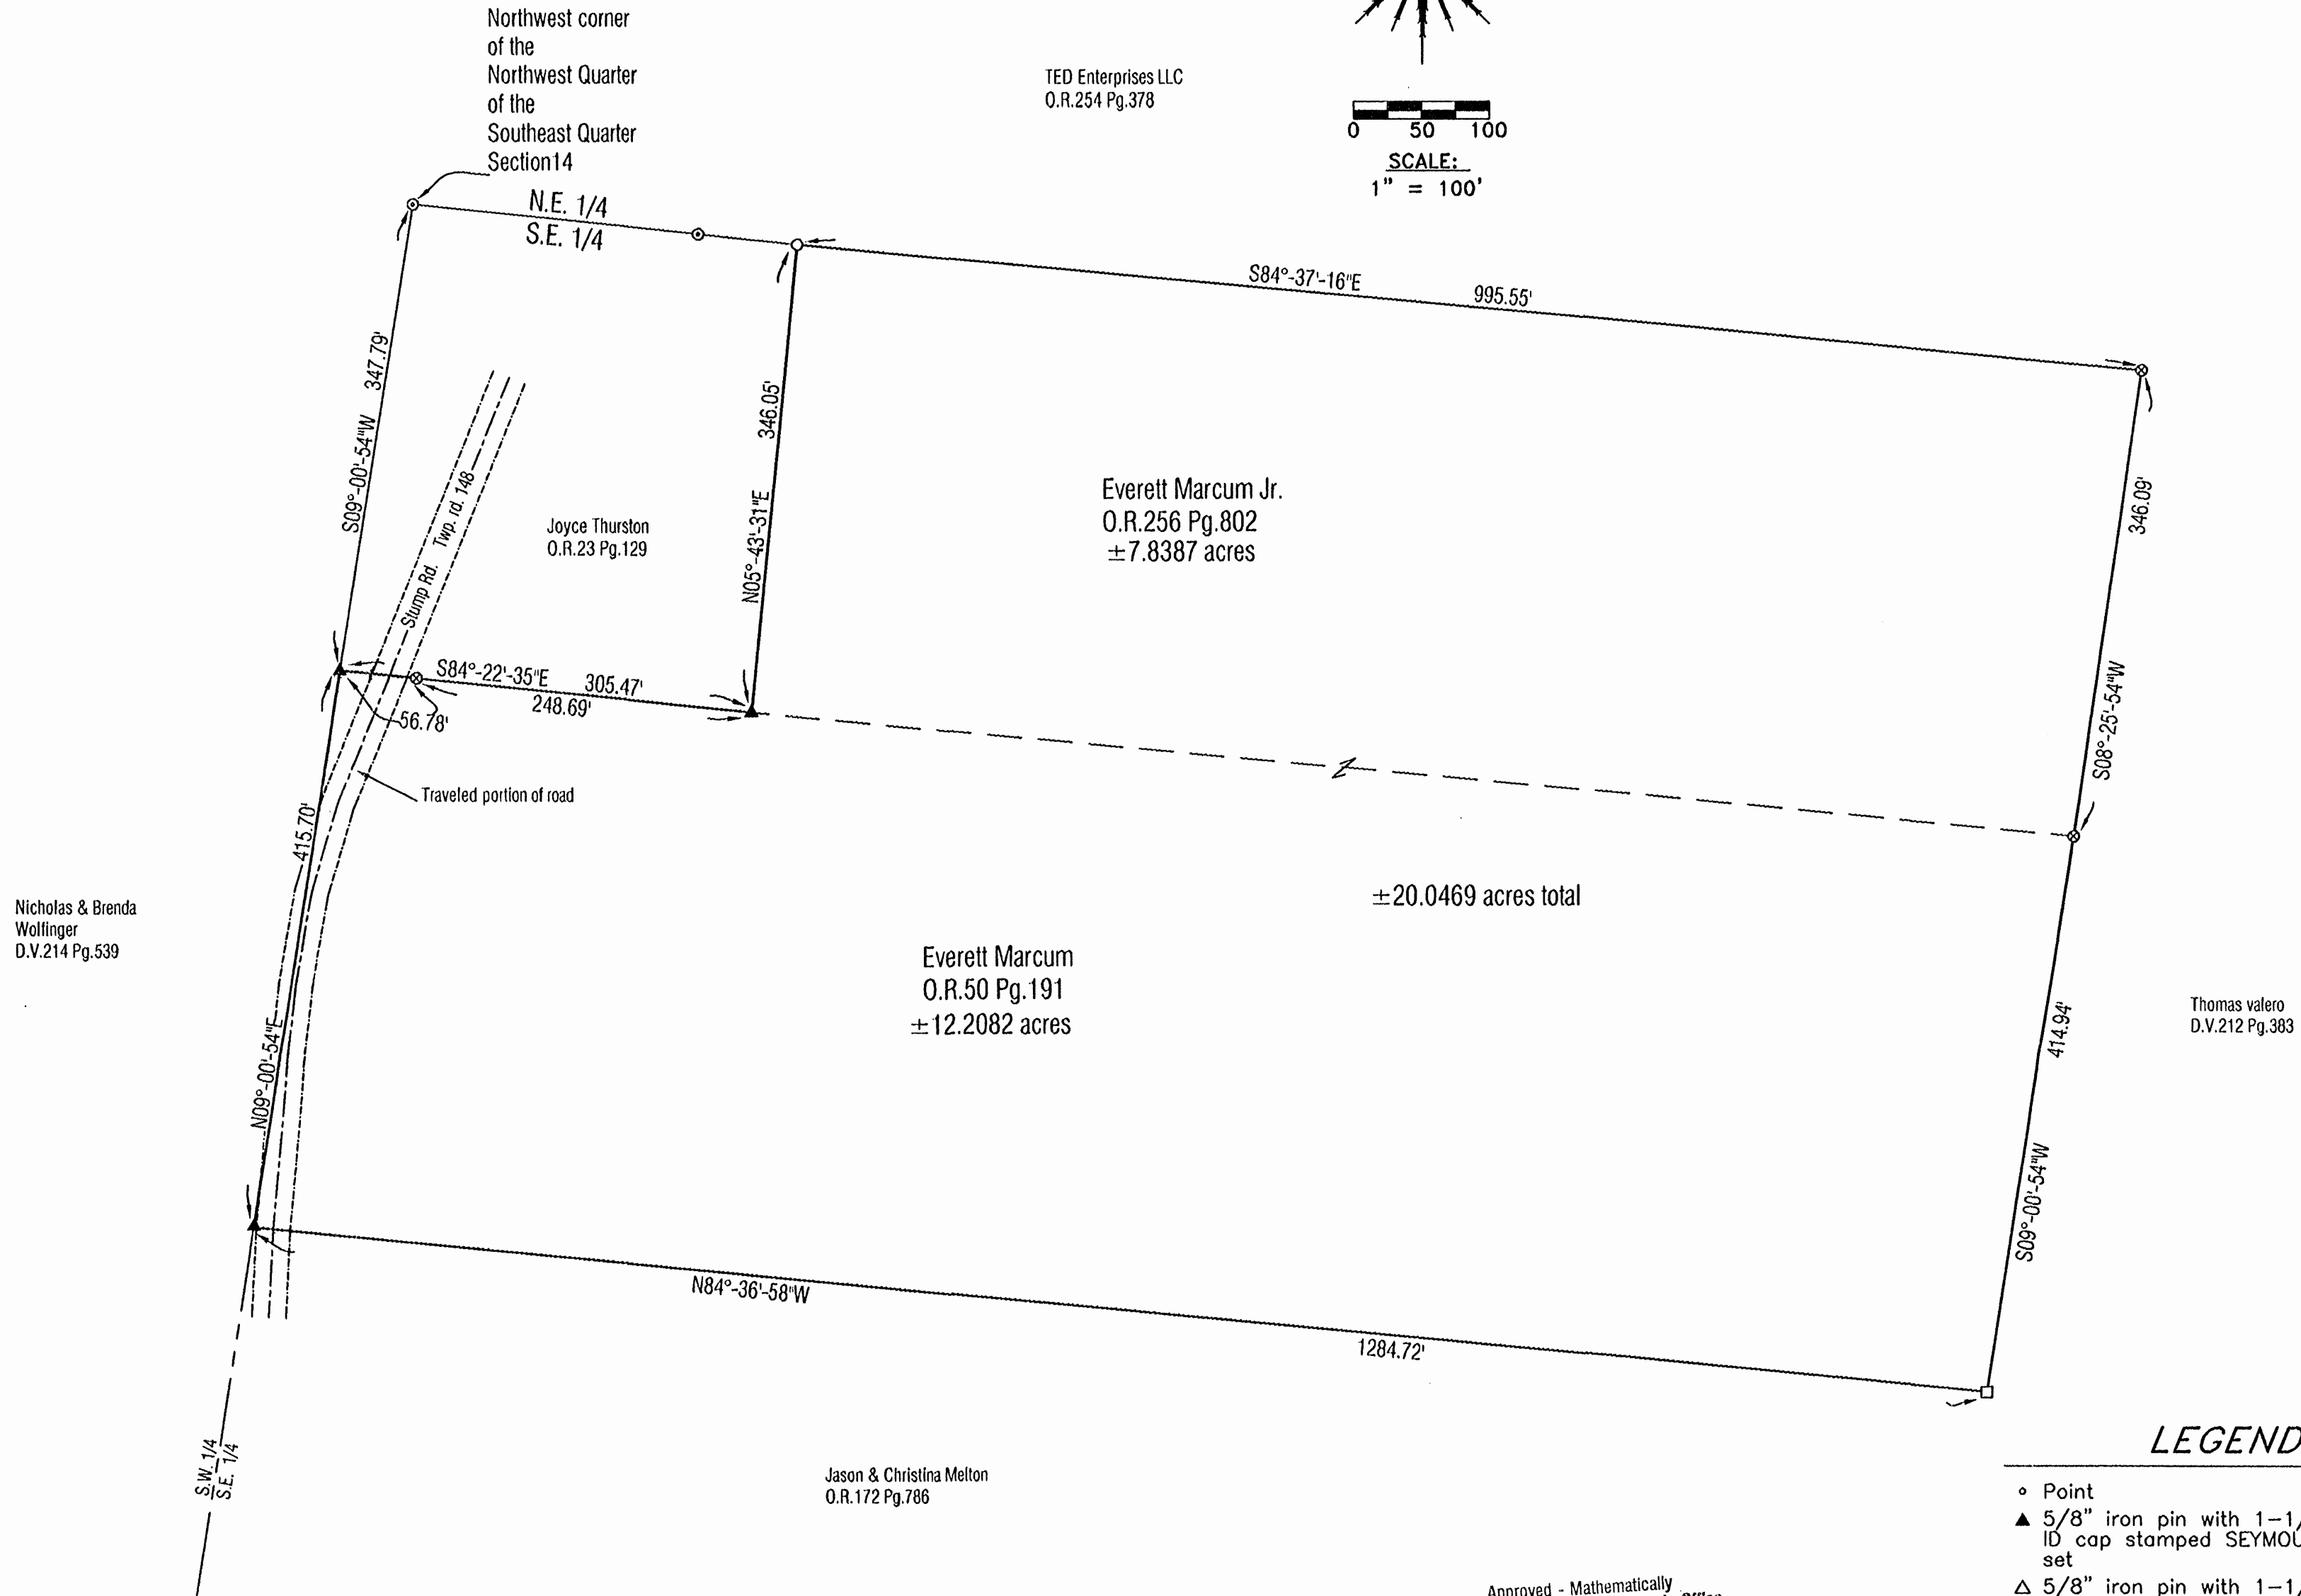 Northwest corner
of the
Northwest Quarter
of the
Southeast Quarter
Section14
TED Enterprises LLC
O.R.254 Pg.378
0 50 100
SCALE:
1" = 100'
N.E. 1/4
S.E. 1/4
S84°-37'-16"E
995.55'
347.79'
S09°-00'-54"W
346.05'
N05°-43'-31"E
346.09'
S08°-25'-54"W
Stump Rd. Twp. rd. 148
Joyce Thurston
O.R.23 Pg.129
Everett Marcum Jr.
O.R.256 Pg.802
±7.8387 acres
S84°-22'-35"E 305.47'
248.69'
56.78'
Traveled portion of road
415.70'
N09°-00'-54"E
±20.0469 acres total
Nicholas & Brenda
Wolfinger
D.V.214 Pg.539
Everett Marcum
O.R.50 Pg.191
±12.2082 acres
Thomas valero
D.V.212 Pg.383
414.94'
S09°-00'-54"W
N84°-36'-58"W
1284.72'
S.W. 1/4
S.E. 1/4
Jason & Christina Melton
O.R.172 Pg.786
LEGEND
Point
5/8" iron pin with 1-1/
ID cap stamped SEYMOU
set
5/8" iron pin with 1-1/
Approved - Mathematically